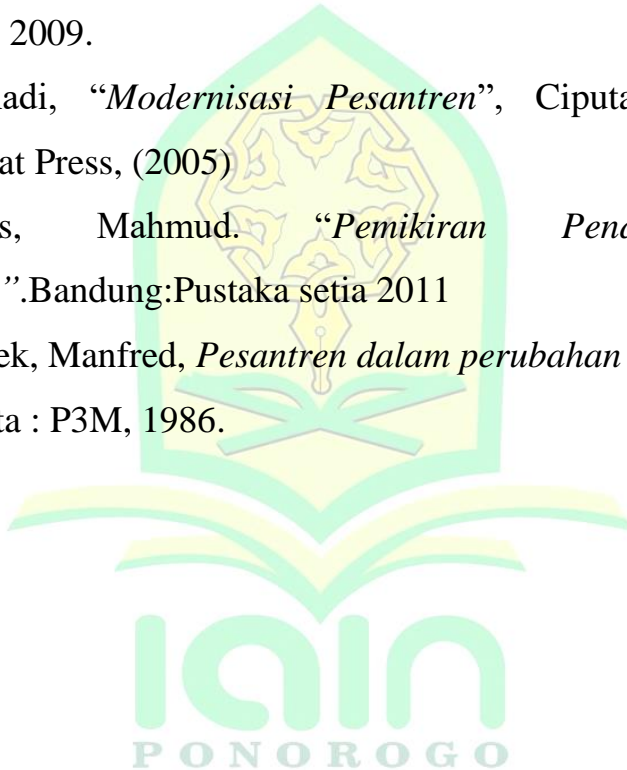 2009.
adi, “Modernisasi Pesantren”, Ciputa
at Press, (2005)
s, Mahmud. “Pemikiran Pend
”.Bandung:Pustaka setia 2011
ek, Manfred, Pesantren dalam perubahan
ta : P3M, 1986.
iain
PONOROGO